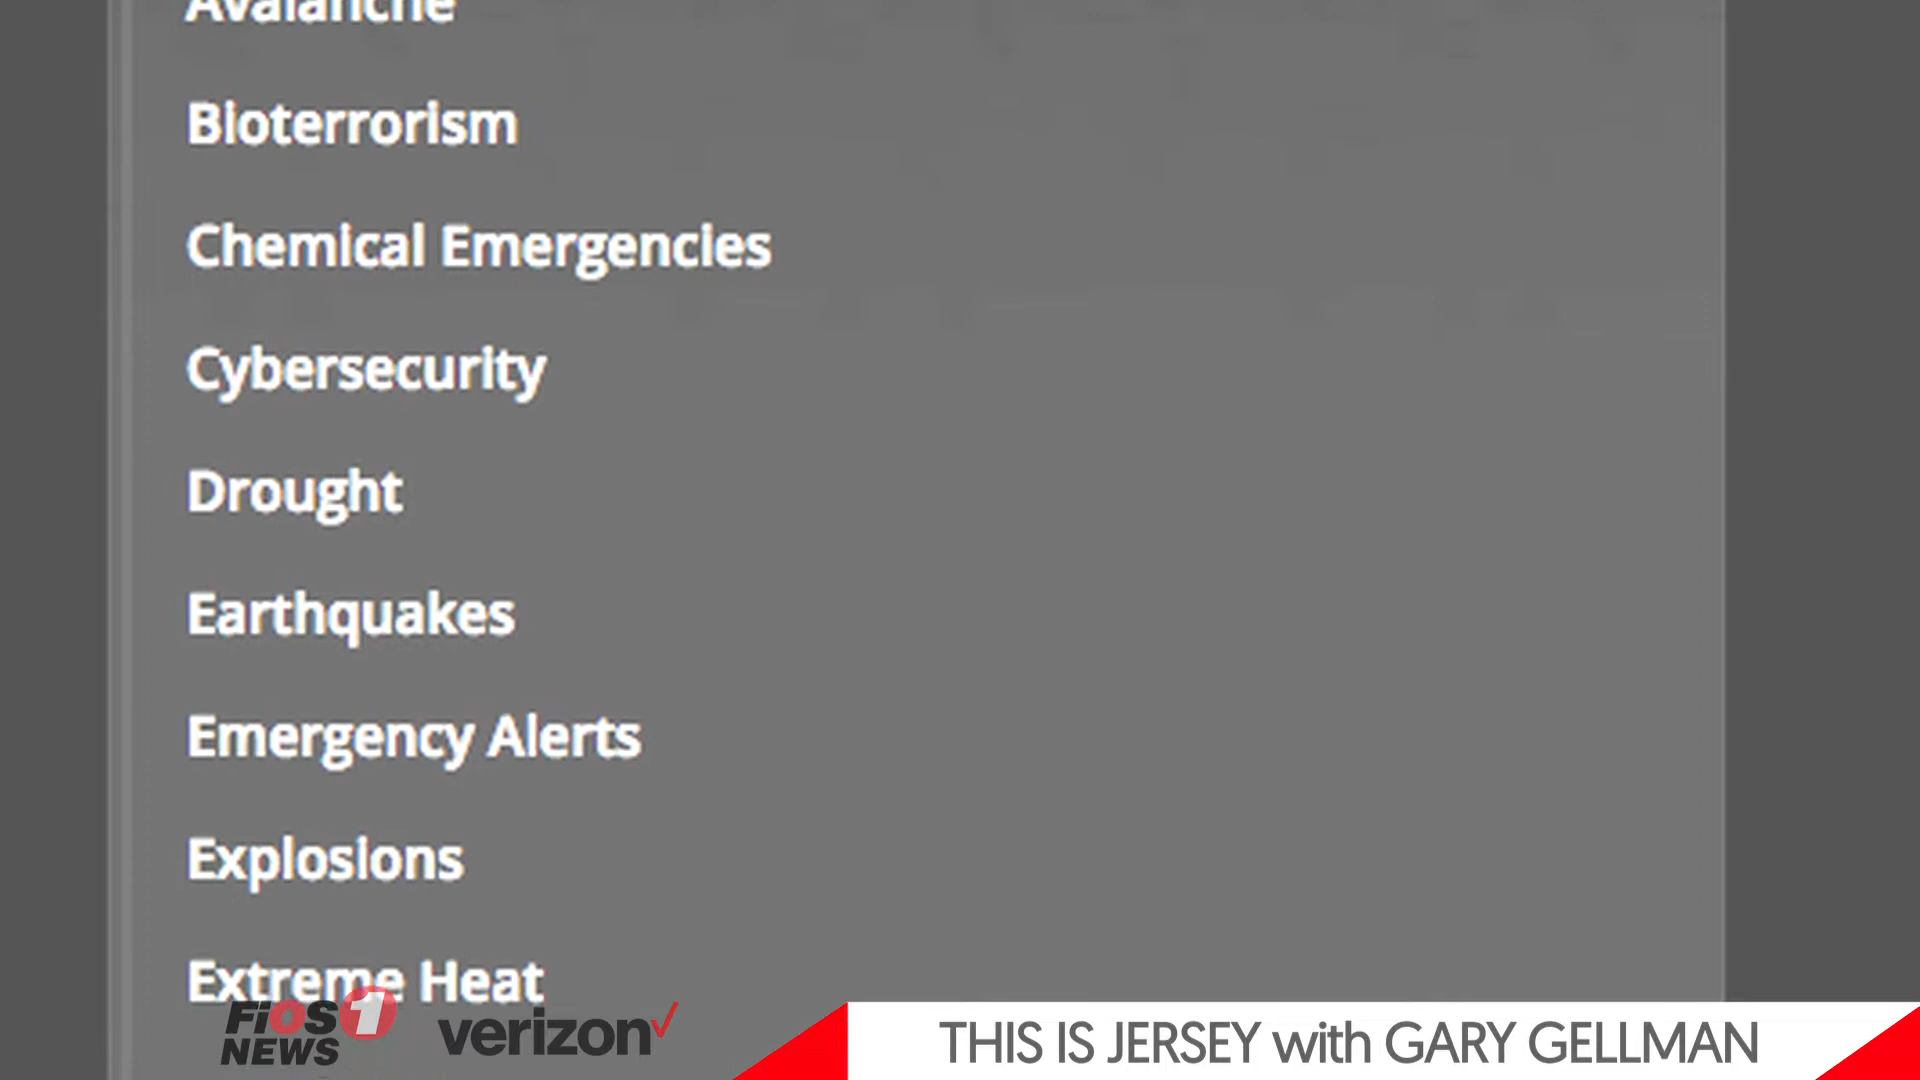 Avalanche
Bioterrorism
Chemical Emergencies
Cybersecurity
Drought
Earthquakes
Emergency Alerts
Explosions
Extreme Heat
FiOS 1
NEWS
verizon
THIS IS JERSEY with GARY GELLMAN